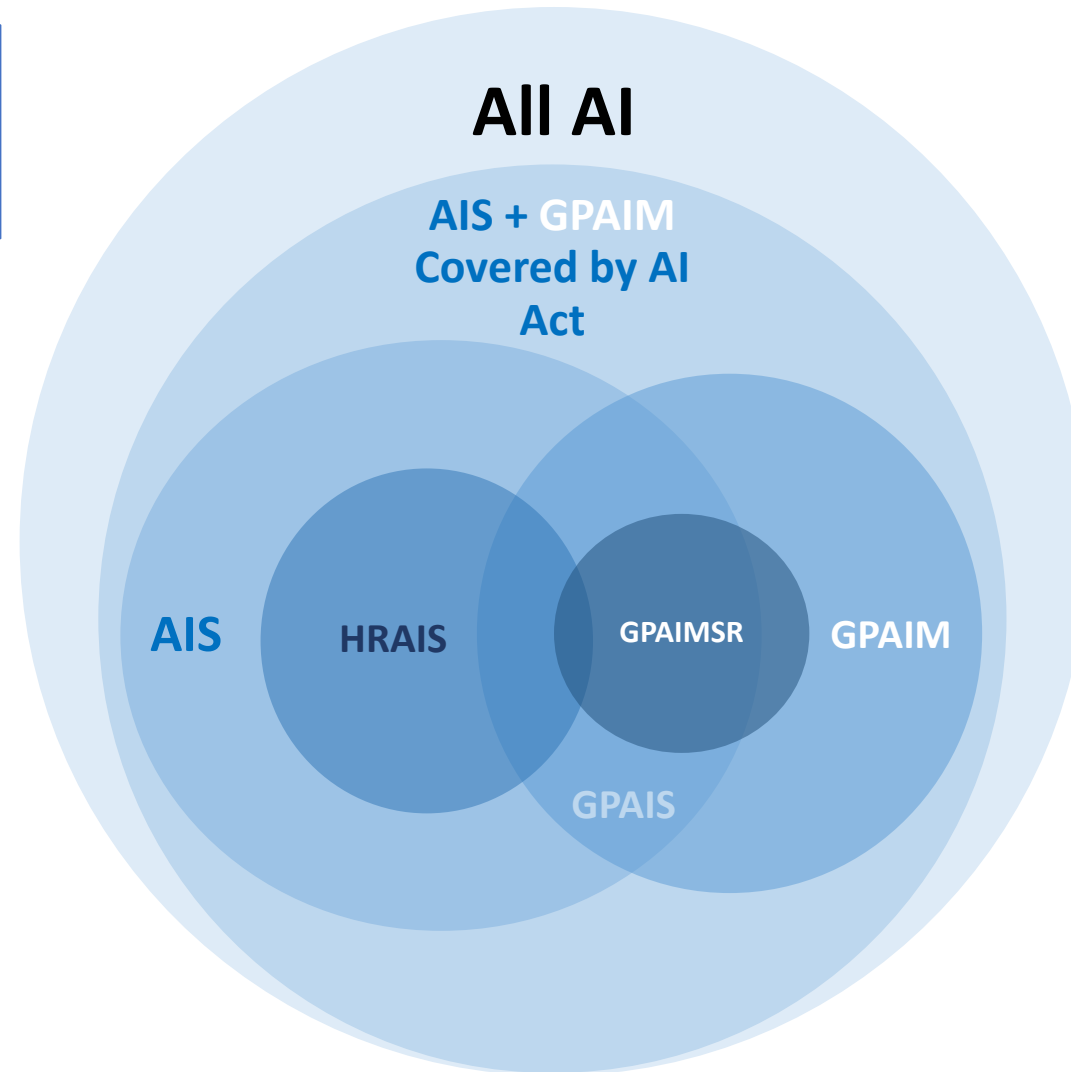 All AI
AIS + GPAIM
Covered by AI
Act
AIS
HRAIS
GPAIMSR
GPAIM
GPAIS